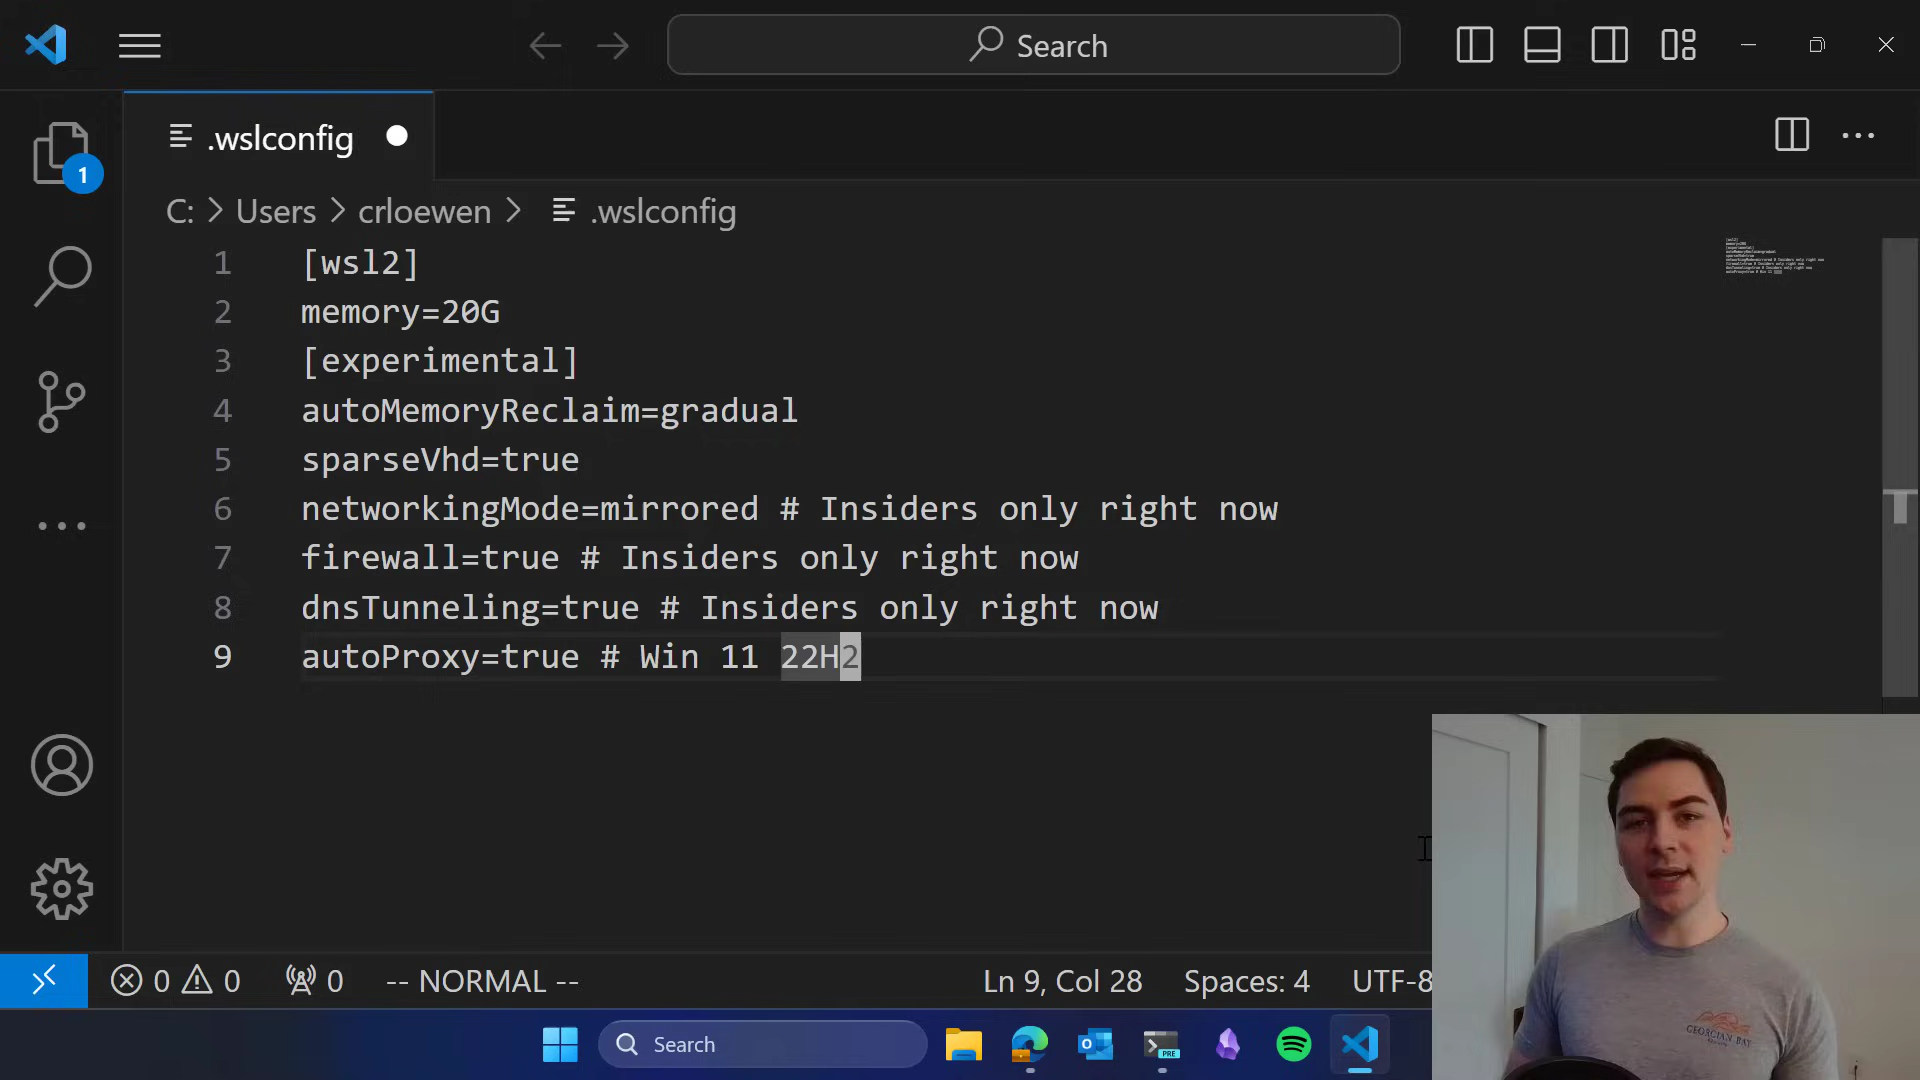 Search
.wslconfig
1
C: > Users > crloewen > .wslconfig
1 [wsl2]
2 memory=20G
3 [experimental]
4 autoMemoryReclaim=gradual
5 sparseVhd=true
6 networkingMode=mirrored # Insiders only right now
7 firewall=true # Insiders only right now
8 dnsTunneling=true # Insiders only right now
9 autoProxy=true # Win 11 22H2
0 0 0 -- NORMAL -- Ln 9, Col 28 Spaces: 4 UTF-8
Search
PRE
GEORGIAN BAY